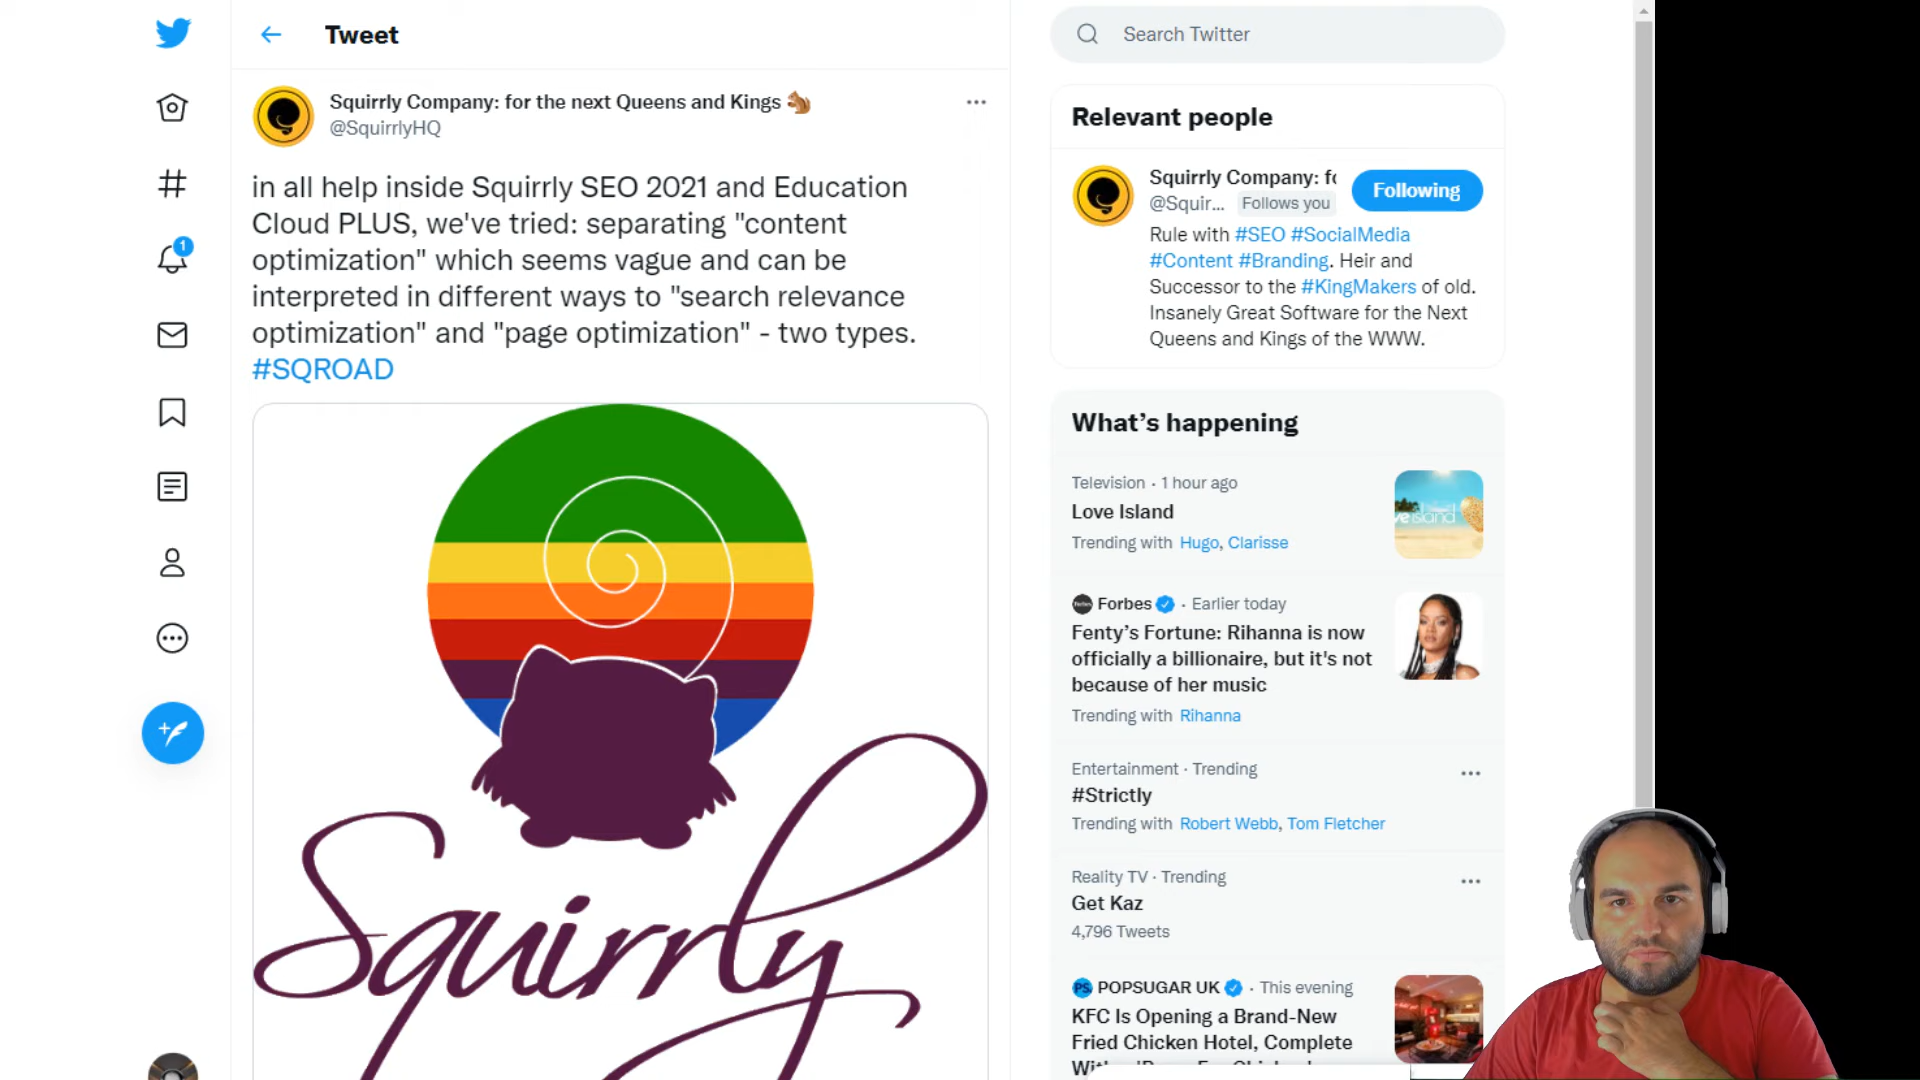 Tweet
Squirrly Company: for the next Queens and Kings
@SquirrlyHQ
in all help inside Squirrly SEO 2021 and Education
Cloud PLUS, we've tried: separating "content
optimization" which seems vague and can be
interpreted in different ways to "search relevance
optimization" and "page optimization" - two types.
#SQROAD
Squirrly
1
Search Twitter
Relevant people
Squirrly Company: fo
@Squir... Follows you
Following
Rule with #SEO #SocialMedia
#Content #Branding. Heir and
Successor to the #KingMakers of old.
Insanely Great Software for the Next
Queens and Kings of the WWW.
What's happening
Television · 1 hour ago
Love Island
Trending with Hugo, Clarisse
Forbes · Earlier today
Fenty's Fortune: Rihanna is now
officially a billionaire, but it's not
because of her music
Trending with Rihanna
Entertainment · Trending
#Strictly
Trending with Robert Webb, Tom Fletcher
Reality TV · Trending
Get Kaz
4,796 Tweets
PS POPSUGAR UK · This evening
KFC Is Opening a Brand-New
Fried Chicken Hotel, Complete